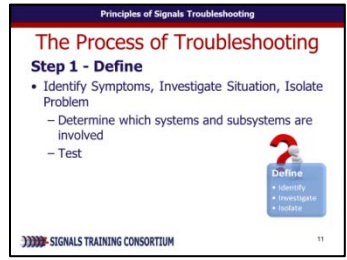 Principles of Signals Troubleshooting
The Process of Troubleshooting
Step 1 - Define
• Identify Symptoms, Investigate Situation, Isolate
Problem
– Determine which systems and subsystems are
involved
– Test
?
Define
• Identify
• Investigate
• Isolate
SIGNALS TRAINING CONSORTIUM
11